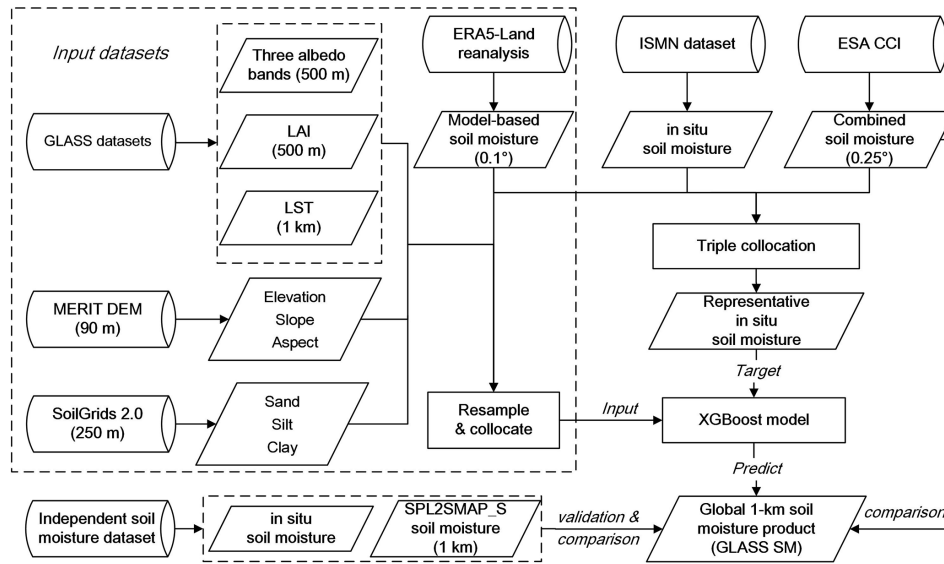 Input datasets
Three albedo
bands (500 m)
ERA5-Land
reanalysis
ISMN dataset
ESA CCI
GLASS datasets
LAI
(500 m)
Model-based
soil moisture
(0.1°)
in situ
soil moisture
Combined
soil moisture
(0.25°)
LST
(1 km)
Triple collocation
MERIT DEM
(90 m)
Elevation
Slope
Aspect
Representative
in situ
soil moisture
Target
SoilGrids 2.0
(250 m)
Sand
Silt
Clay
Resample
& collocate
Input
XGBoost model
Predict
Independent soil
moisture dataset
in situ
soil moisture
SPL2SMAP_S
soil moisture
(1 km)
validation &
comparison
Global 1-km soil
moisture product
(GLASS SM)
comparison